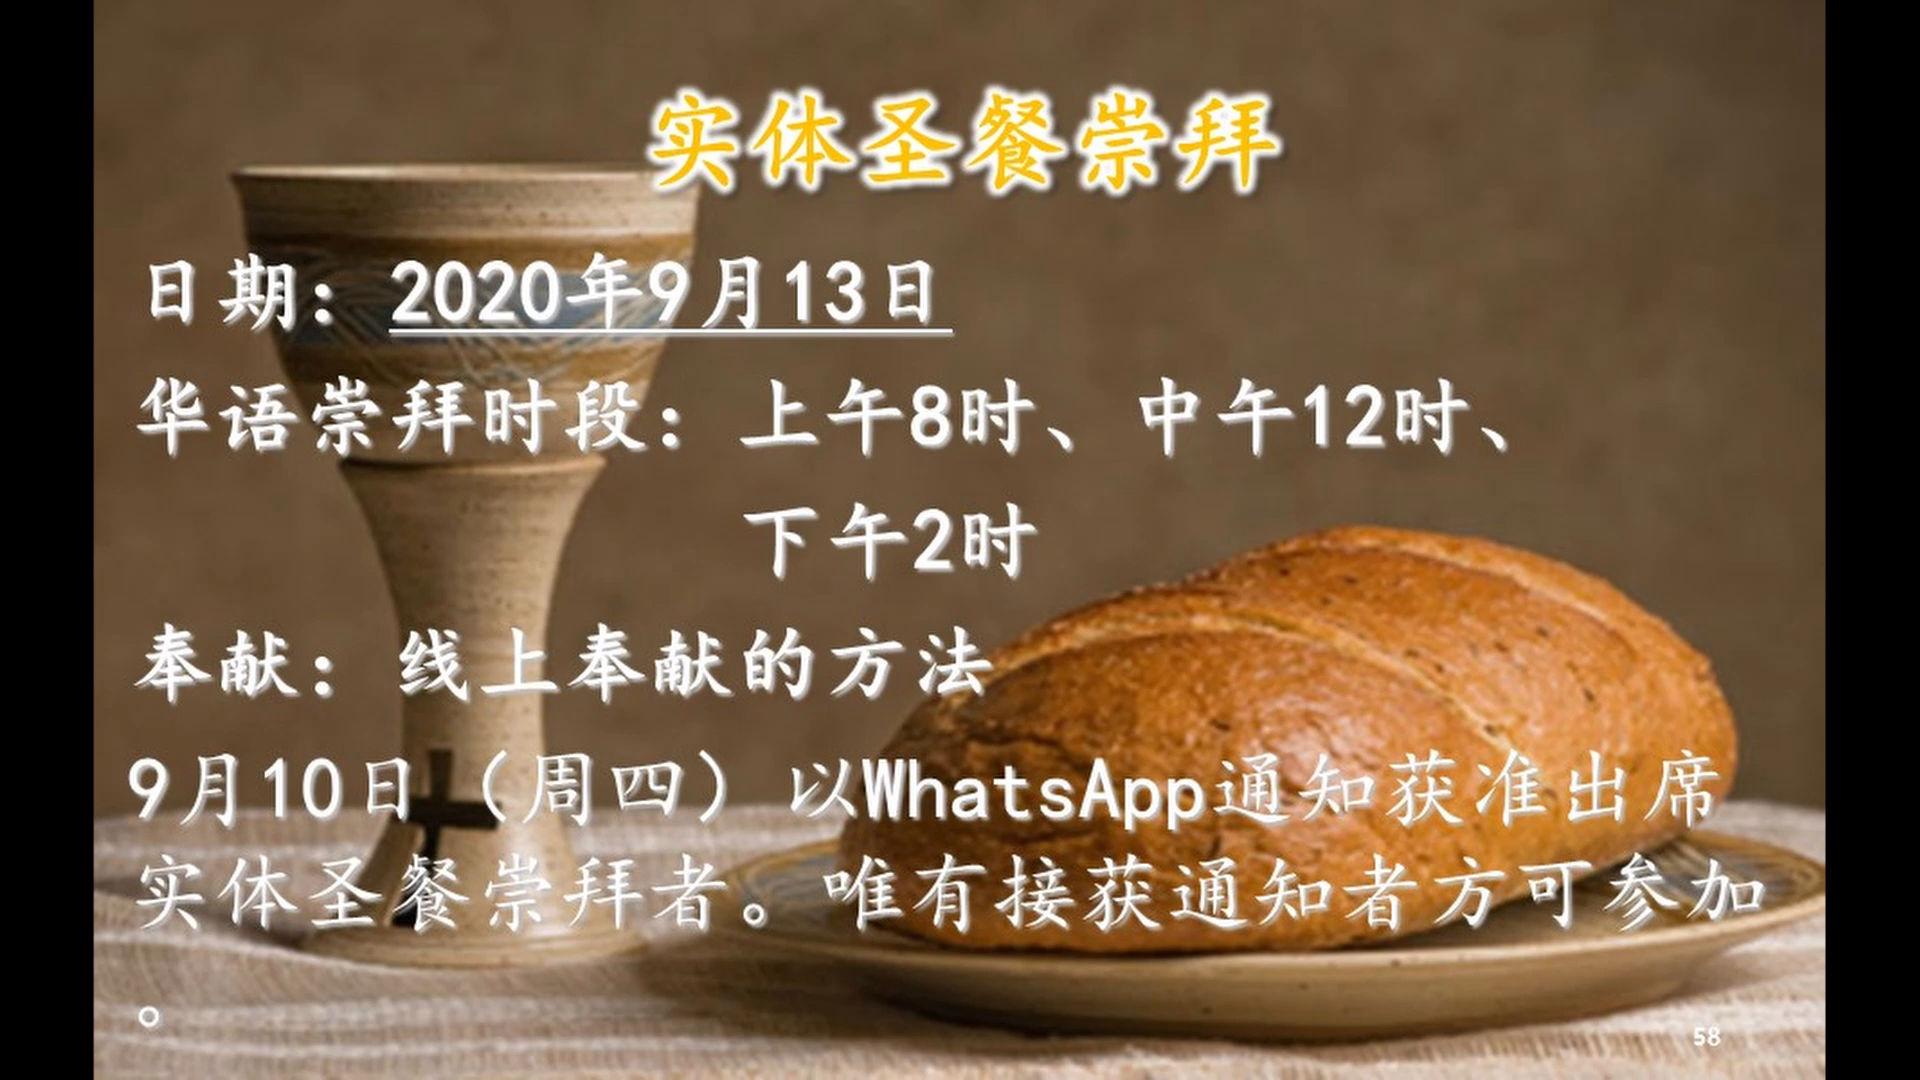 实体圣餐崇拜
日期：2020年9月13日
华语崇拜时段：上午8时、中午12时、
下午2时
奉献：线上奉献的方法
9月10日（周四）以WhatsApp通知获准出席
实体圣餐崇拜者。唯有接获通知者方可参加
。
58